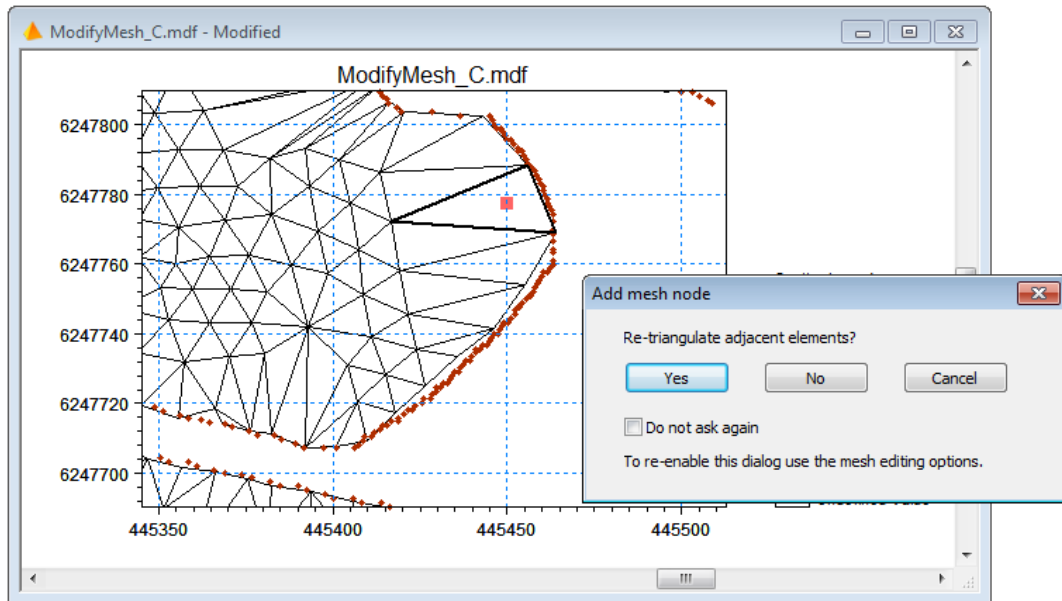 ModifyMesh_C.mdf - Modified
ModifyMesh_C.mdf
6247800
6247780
6247760
6247740
6247720
6247700
445350
445400
445450
445500
Add mesh node
Re-triangulate adjacent elements?
Yes
No
Cancel
Do not ask again
To re-enable this dialog use the mesh editing options.